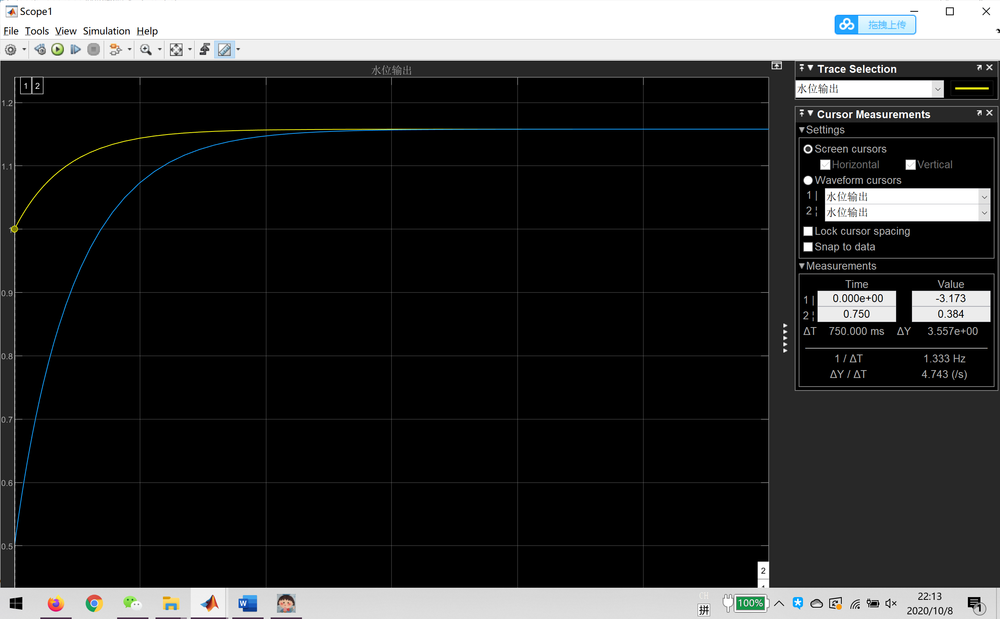 Scope1
拖拽上传
File Tools View Simulation Help
水位输出
1 2
1.2
1.1
1
0.9
0.8
0.7
0.6
0.5
2
1
Trace Selection
水位输出
Cursor Measurements
Settings
Screen cursors
Horizontal Vertical
Waveform cursors
1 | 水位输出
2 ¦ 水位输出
Lock cursor spacing
Snap to data
Measurements
Time Value
1 | 0.000e+00 -3.173
2 ¦ 0.750 0.384
ΔT 750.000 ms ΔY 3.557e+00
1 / ΔT 1.333 Hz
ΔY / ΔT 4.743 (/s)
W
CH
拼
100%
22:13
2020/10/8
1